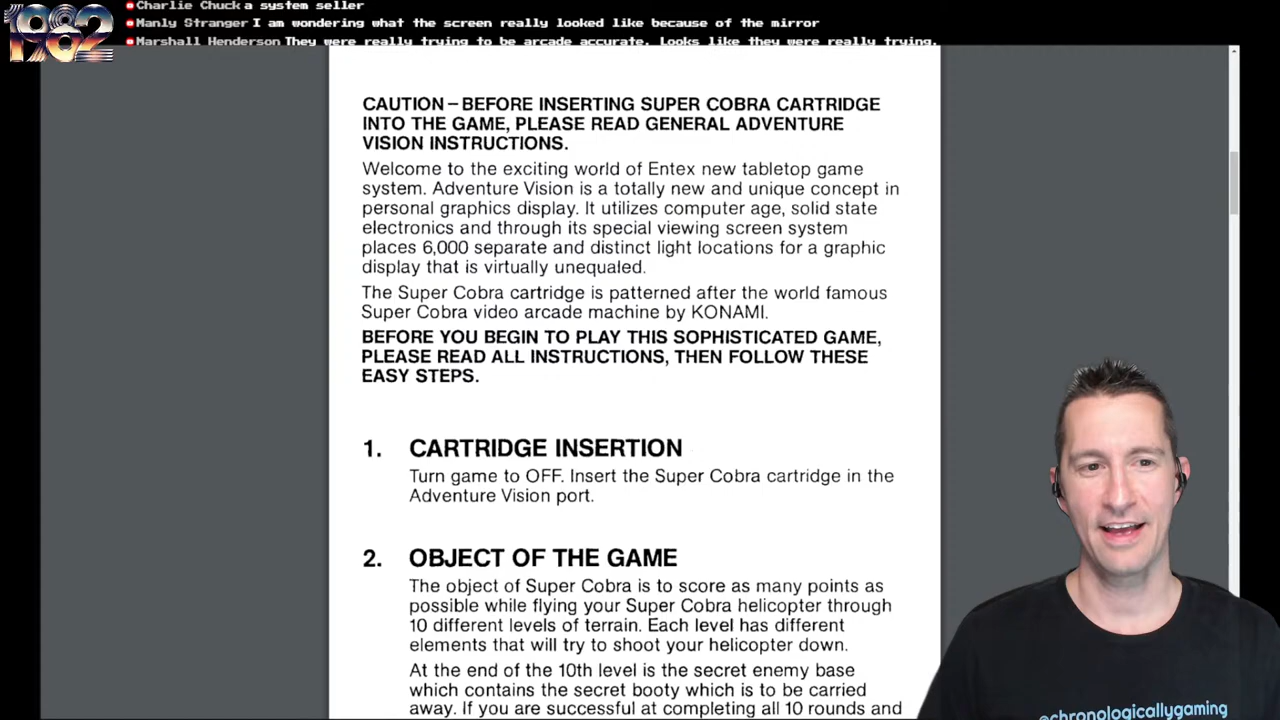 1982
1982
Charlie Chuck a system seller
Manly Stranger I am wondering what the screen really looked like because of the mirror
Marshall Henderson They were really trying to be arcade accurate. Looks like they were really trying.
CAUTION – BEFORE INSERTING SUPER COBRA CARTRIDGE
INTO THE GAME, PLEASE READ GENERAL ADVENTURE
VISION INSTRUCTIONS.
Welcome to the exciting world of Entex new tabletop game
system. Adventure Vision is a totally new and unique concept in
personal graphics display. It utilizes computer age, solid state
electronics and through its special viewing screen system
places 6,000 separate and distinct light locations for a graphic
display that is virtually unequaled.
The Super Cobra cartridge is patterned after the world famous
Super Cobra video arcade machine by KONAMI.
BEFORE YOU BEGIN TO PLAY THIS SOPHISTICATED GAME,
PLEASE READ ALL INSTRUCTIONS, THEN FOLLOW THESE
EASY STEPS.
1. CARTRIDGE INSERTION
Turn game to OFF. Insert the Super Cobra cartridge in the
Adventure Vision port.
2. OBJECT OF THE GAME
The object of Super Cobra is to score as many points as
possible while flying your Super Cobra helicopter through
10 different levels of terrain. Each level has different
elements that will try to shoot your helicopter down.
At the end of the 10th level is the secret enemy base
which contains the secret booty which is to be carried
away. If you are successful at completing all 10 rounds and
@chronologicallygaming